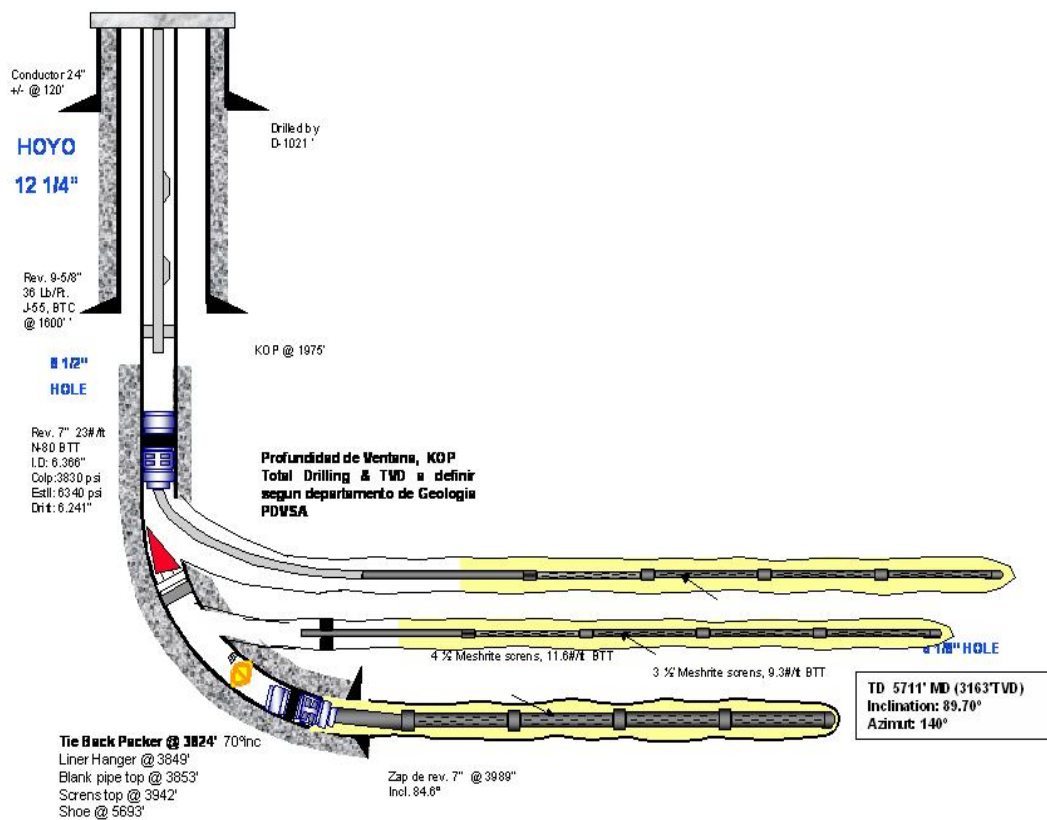 Conductor 24"
+/- @ 120'
Drilled by
D-1021 '
HOYO
12 1/4"
Rev. 9-5/8"
36 Lb/Ft.
J-55, BTC
@ 1600' '
KOP @ 1975'
8 1/2"
HOLE
Rev. 7" 23#/ft
N-80 BTT
I.D: 6.366"
Colp:3830 psi
Estll: 6340 psi
Drift: 6.241"
Profundidad de Ventana, KOP
Total Drilling & TVD a definir
segun departamento de Geologia
PDVSA
4 ½ Meshrite screns, 11.6#/ft BTT
3 ½ Meshrite screns, 9.3#/ft BTT
HOLE
TD 5711' MD (3163'TVD)
Inclination: 89.70°
Azimut: 140°
Tie Back Packer @ 3824' 70°Inc
Liner Hanger @ 3849'
Blank pipe top @ 3853'
Screns top @ 3942'
Shoe @ 5693'
Zap de rev. 7" @ 3989"
Incl. 84.6°